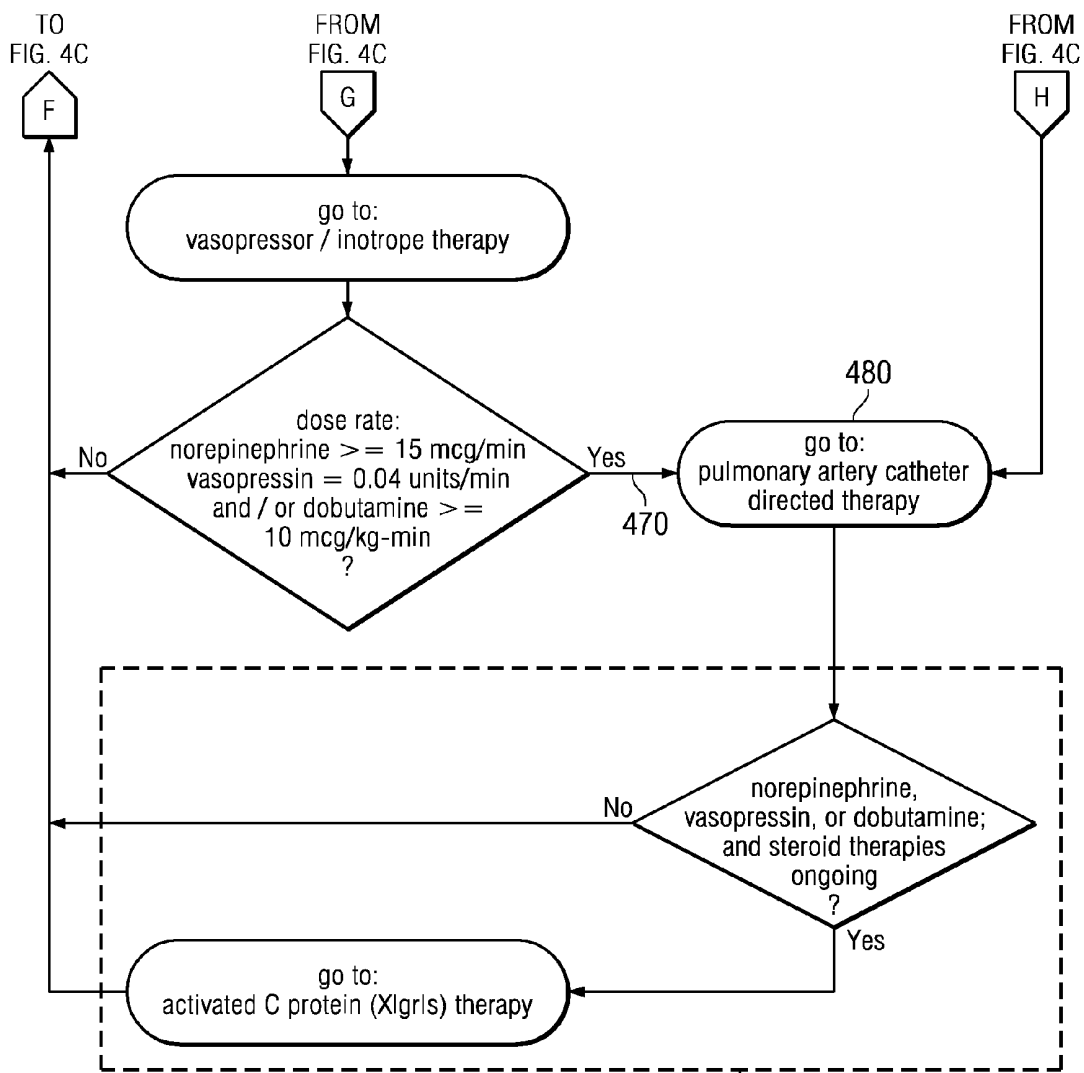 TO
FIG. 4C
F
FROM
FIG. 4C
G
FROM
FIG. 4C
H
go to:
vasopressor / inotrope therapy
dose rate:
norepinephrine >= 15 mcg/min
vasopressin = 0.04 units/min
and / or dobutamine >=
10 mcg/kg-min
?
No
Yes
470
480
go to:
pulmonary artery catheter
directed therapy
norepinephrine,
vasopressin, or dobutamine;
and steroid therapies
ongoing
?
No
Yes
go to:
activated C protein (XIgrIs) therapy